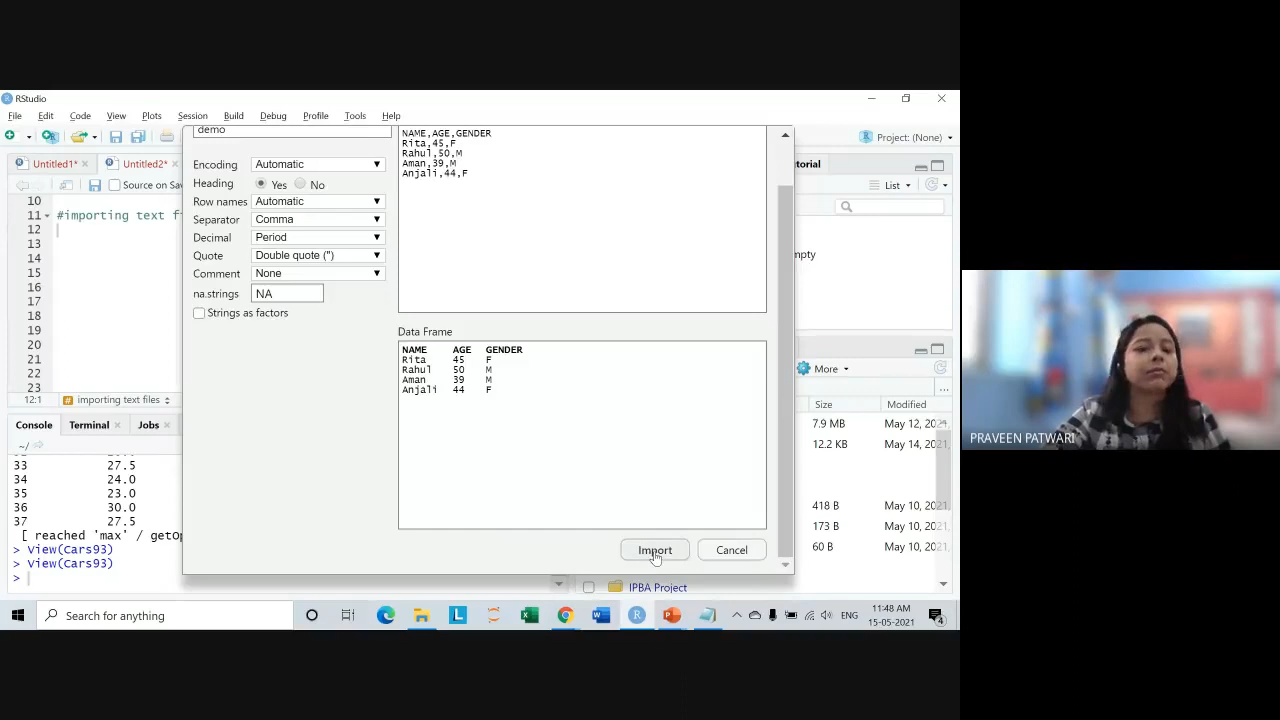 RStudio
File Edit Code View Plots Session Build Debug Profile Tools Help
Project: (None)
Untitled1*
Untitled2*
Source on Sav
10
11 #importing text f
12
13
14
15
16
17
18
19
20
21
22
23
12:1 importing text files
Console Terminal Jobs
~/
33 27.5
34 24.0
35 23.0
36 30.0
37 27.5
[ reached 'max' / getOp
> View(Cars93)
> View(Cars93)
>
demo
Encoding Automatic
Heading Yes No
Row names Automatic
Separator Comma
Decimal Period
Quote Double quote (")
Comment None
na.strings NA
Strings as factors
NAME,AGE,GENDER
Rita,45,F
Rahul,50,M
Aman,39,M
Anjali,44,F
Data Frame
NAME AGE GENDER
Rita 45 F
Rahul 50 M
Aman 39 M
Anjali 44 F
Import Cancel
torial
List
mpty
More
Size Modified
7.9 MB May 12, 2021,
12.2 KB May 14, 2021,
418 B May 10, 2021,
173 B May 10, 2021,
60 B May 10, 2021,
IPBA Project
Search for anything
ENG
11:48 AM
15-05-2021
4
PRAVEEN PATWARI